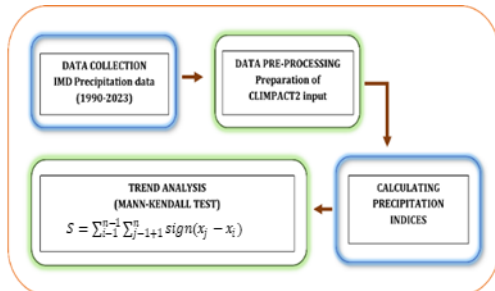 DATA COLLECTION
IMD Precipitation data
(1990-2023)
DATA PRE-PROCESSING
Preparation of
CLIMPACT2 input
CALCULATING
PRECIPITATION
INDICES
TREND ANALYSIS
(MANN-KENDALL TEST)
S = ∑_{i-1}^{n-1} ∑_{j-1+1}^{n} sign(x_j − x_i)